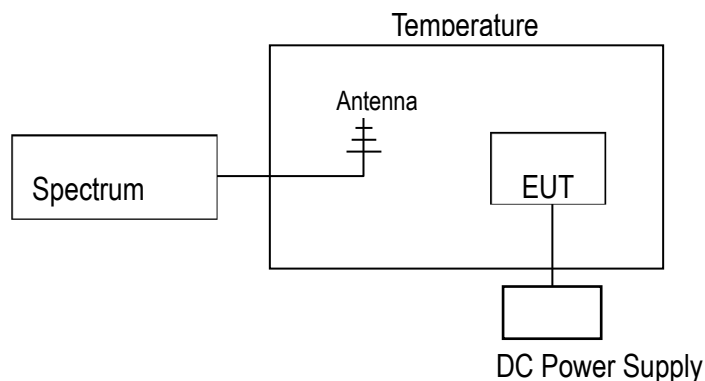 Temperature
Antenna
Spectrum
EUT
DC Power Supply